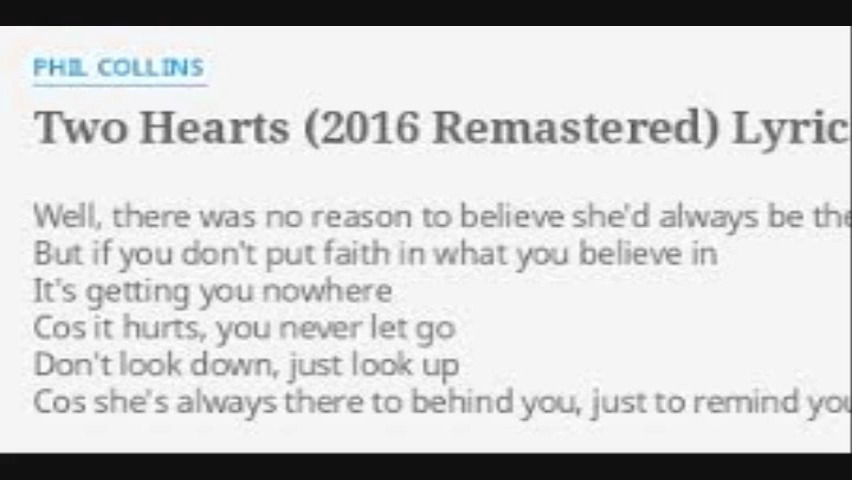 PHIL COLLINS
Two Hearts (2016 Remastered) Lyric
Well, there was no reason to believe she'd always be the
But if you don't put faith in what you believe in
It's getting you nowhere
Cos it hurts, you never let go
Don't look down, just look up
Cos she's always there to behind you, just to remind you